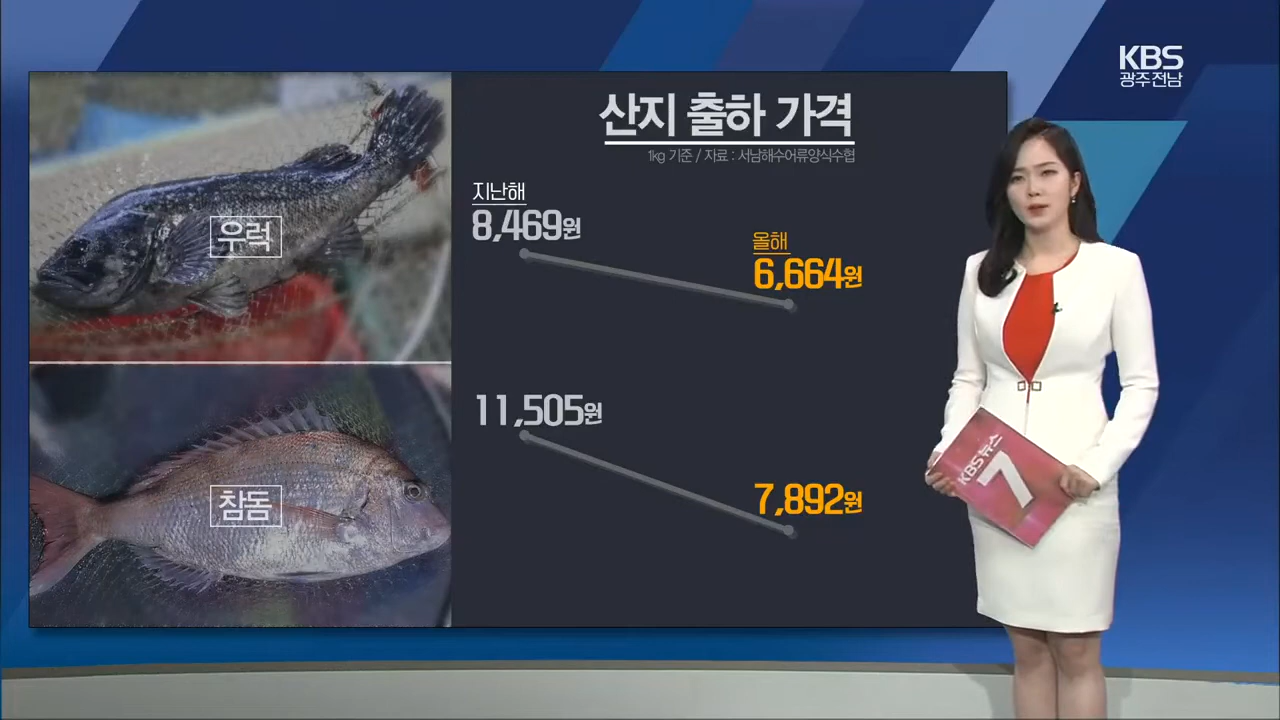 KBS
광주전남
산지 출하 가격
1kg 기준 / 자료 : 서남해수어류양식수협
우럭
지난해
8,469원
올해
6,664원
참돔
11,505원
7,892원
KBS뉴스
7